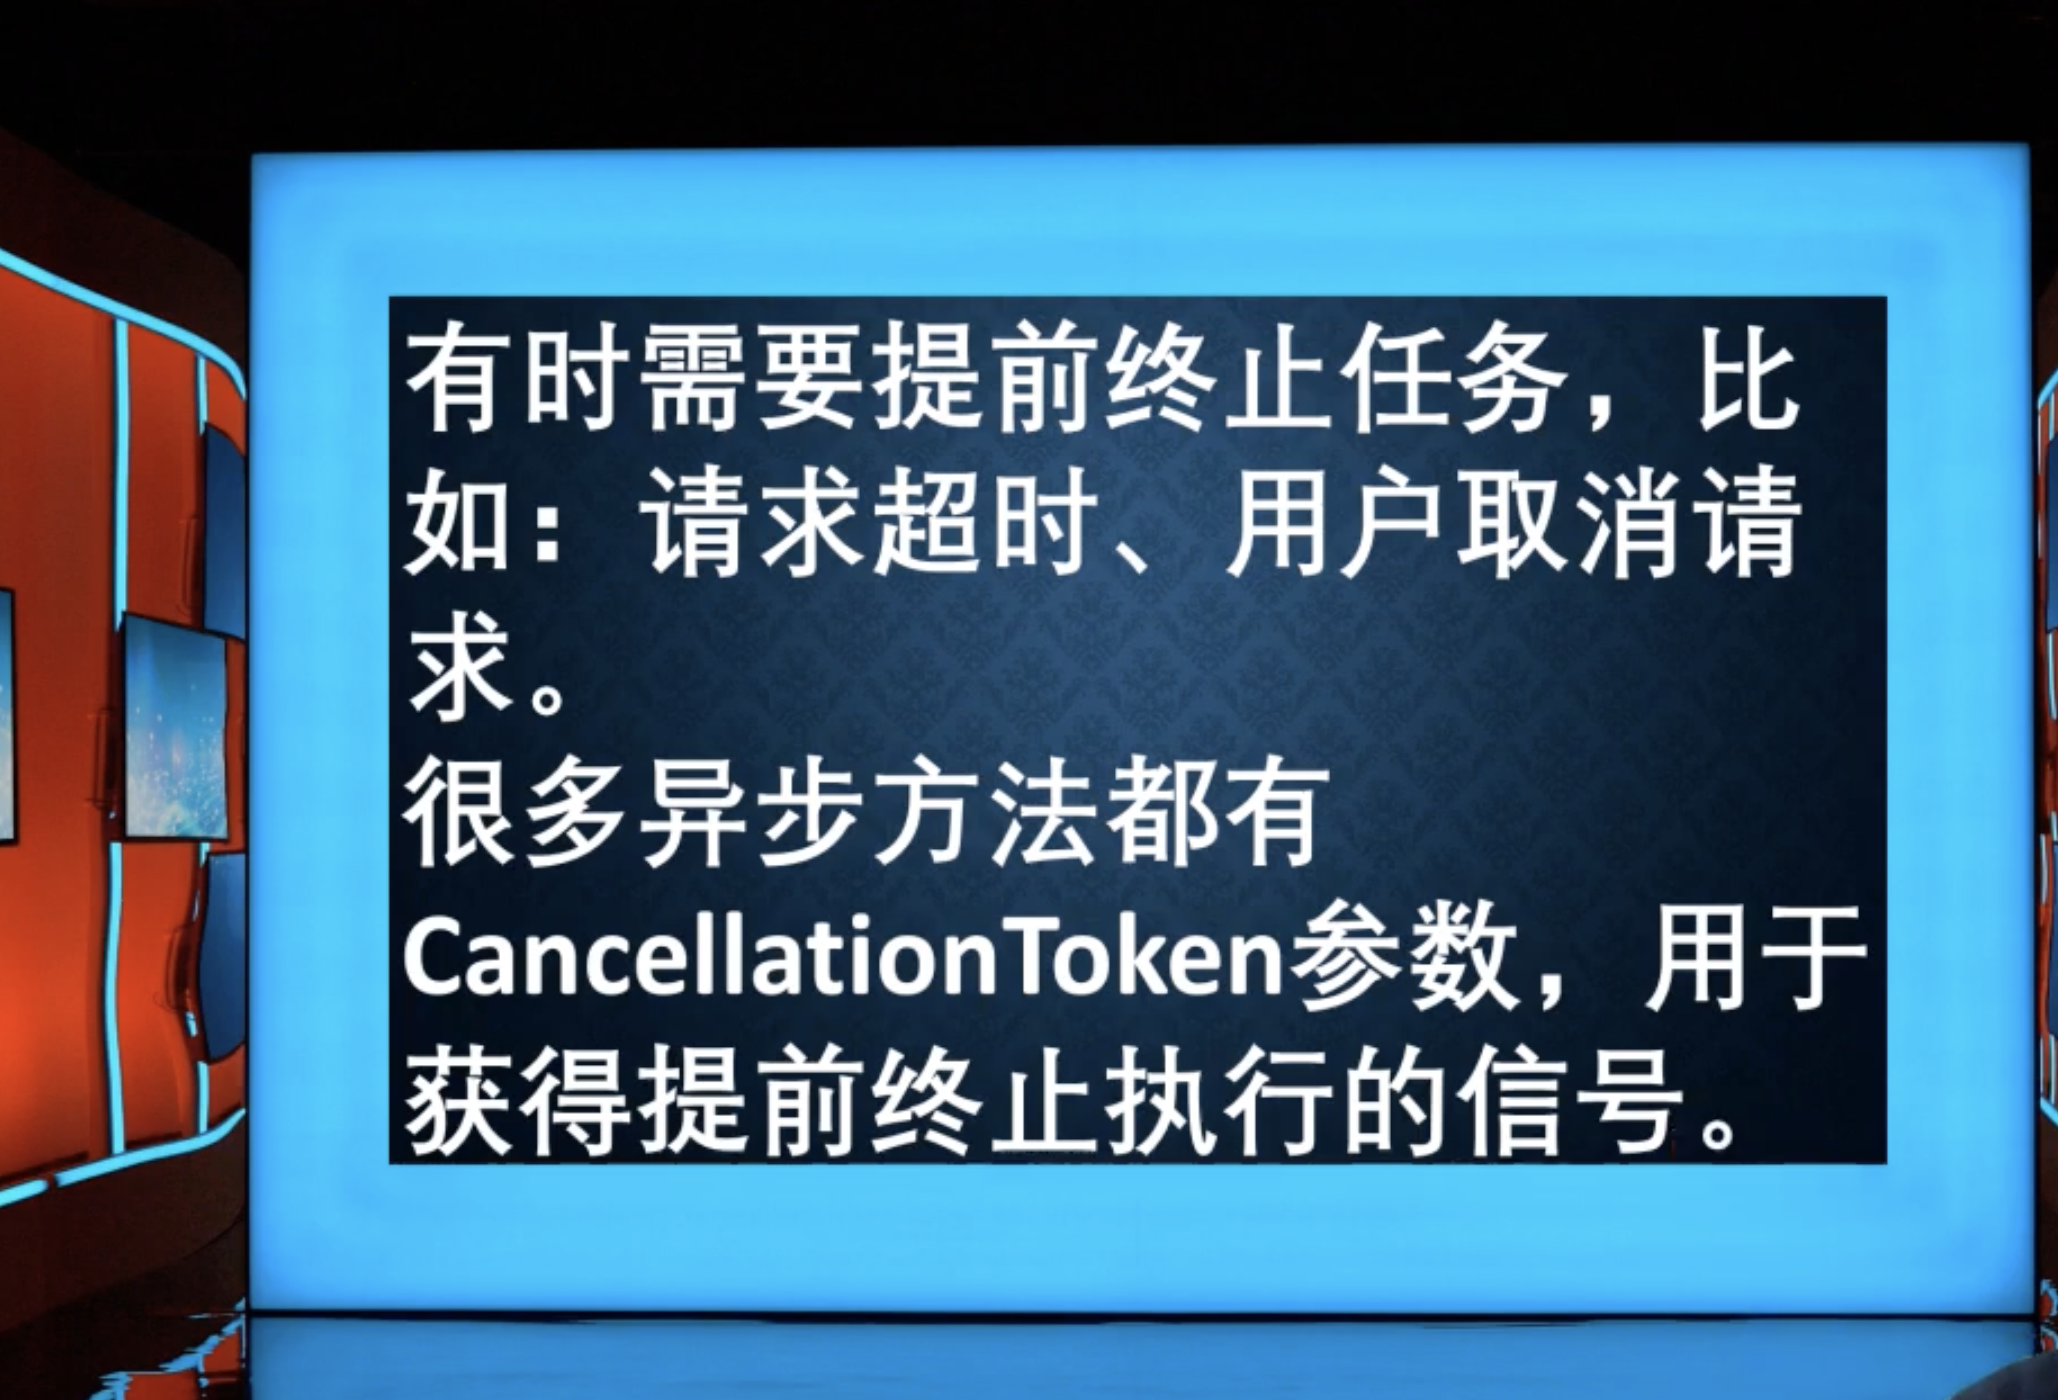 有时需要提前终止任务，比
如：请求超时、用户取消请
求。
很多异步方法都有
CancellationToken参数，用于
获得提前终止执行的信号。